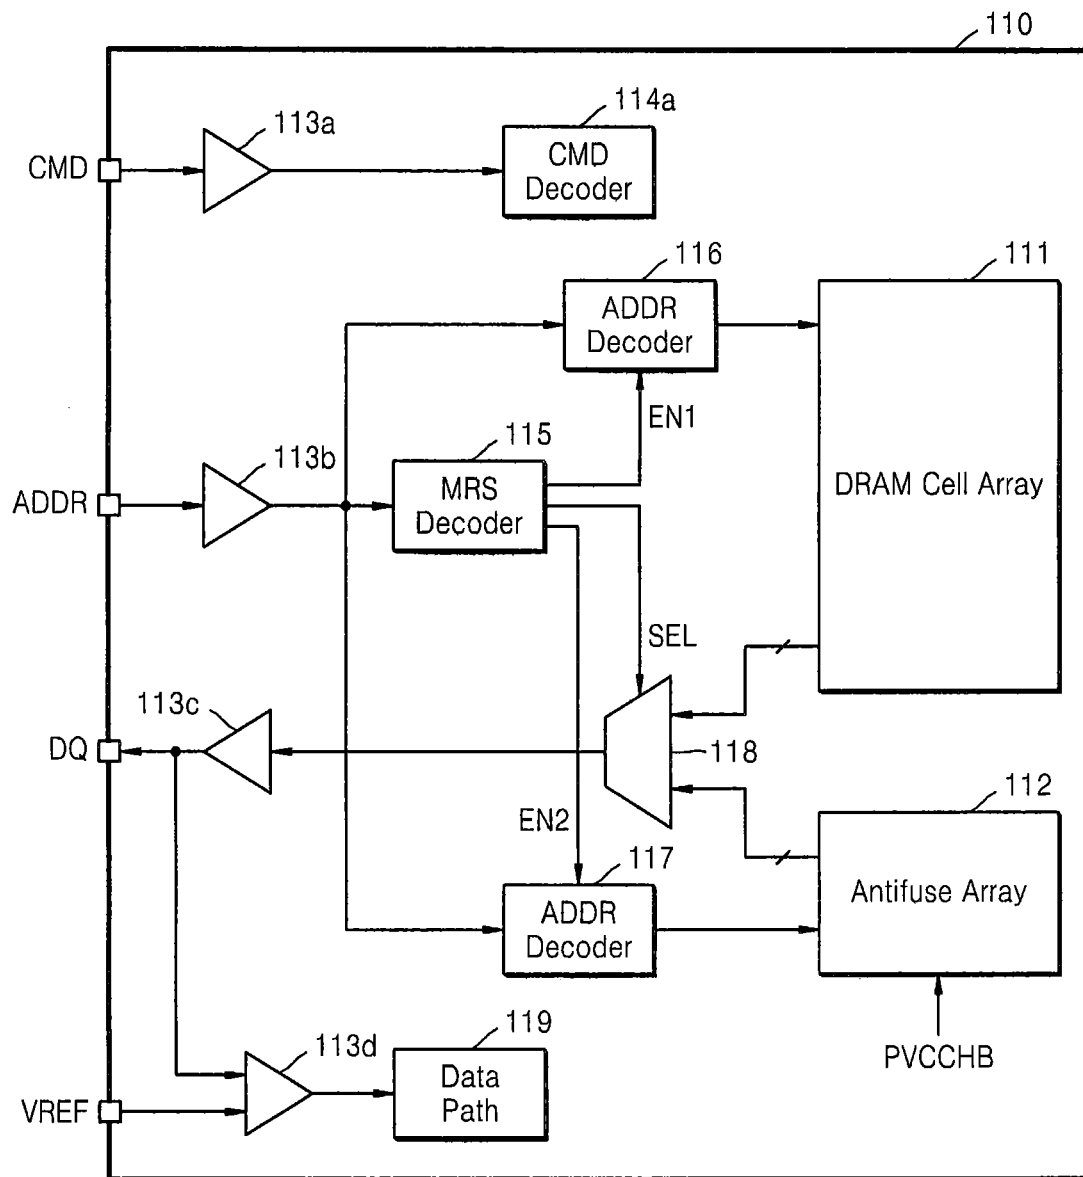 110
113a
114a
CMD
CMD
Decoder
116
111
ADDR
Decoder
EN1
113b
115
ADDR
MRS
Decoder
DRAM Cell Array
SEL
113c
DQ
118
112
EN2
117
ADDR
Decoder
Antifuse Array
113d
119
PVCCHB
Data
Path
VREF